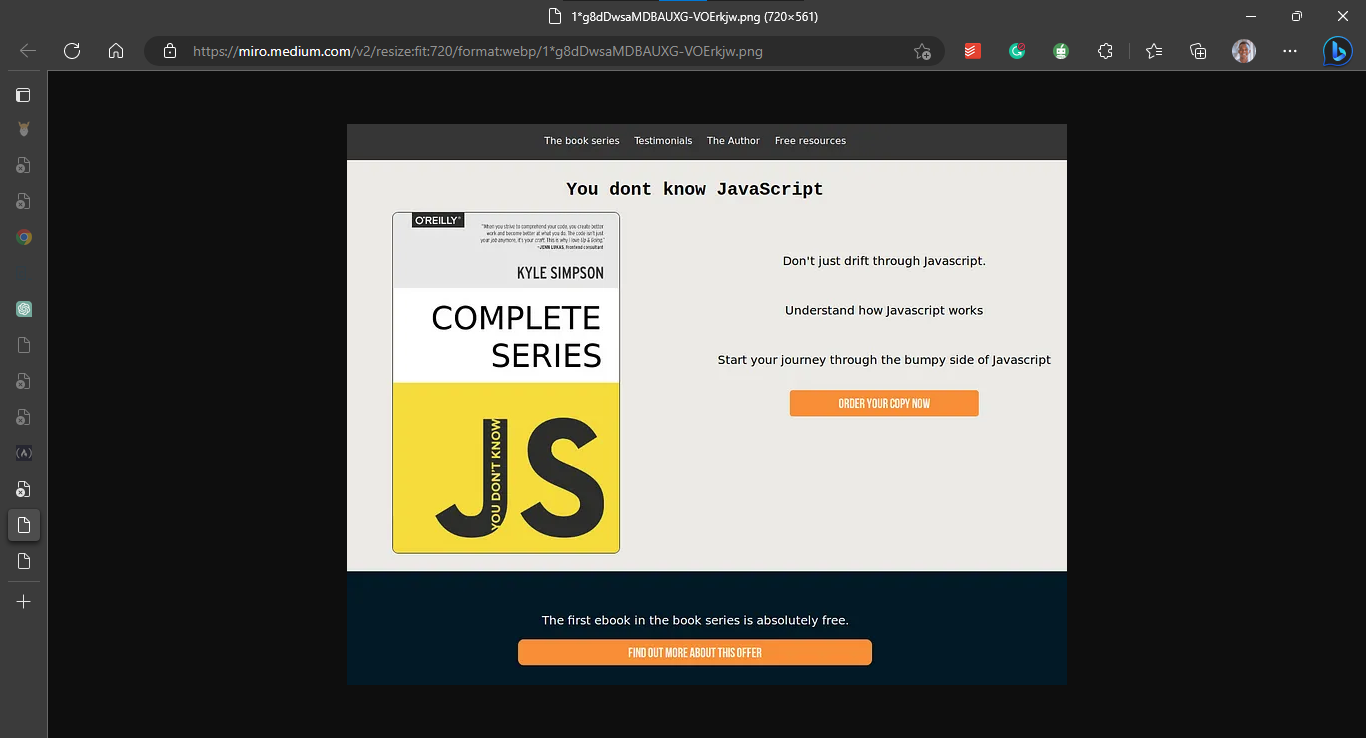 1*g8dDwsaMDBAUXG-VOErkjw.png (720×561)
https://miro.medium.com/v2/resize:fit:720/format:webp/1*g8dDwsaMDBAUXG-VOErkjw.png
The book series Testimonials The Author Free resources
You dont know JavaScript
O'REILLY®
"When you strive to comprehend your code, you create better
work and become better at what you do. The code isn't just
your job anymore, it's your craft. This is why I love Up & Going."
—JENN LUKAS, Frontend consultant
KYLE SIMPSON
COMPLETE
SERIES
YOU DON'T KNOW
JS
Don't just drift through Javascript.
Understand how Javascript works
Start your journey through the bumpy side of Javascript
ORDER YOUR COPY NOW
The first ebook in the book series is absolutely free.
FIND OUT MORE ABOUT THIS OFFER